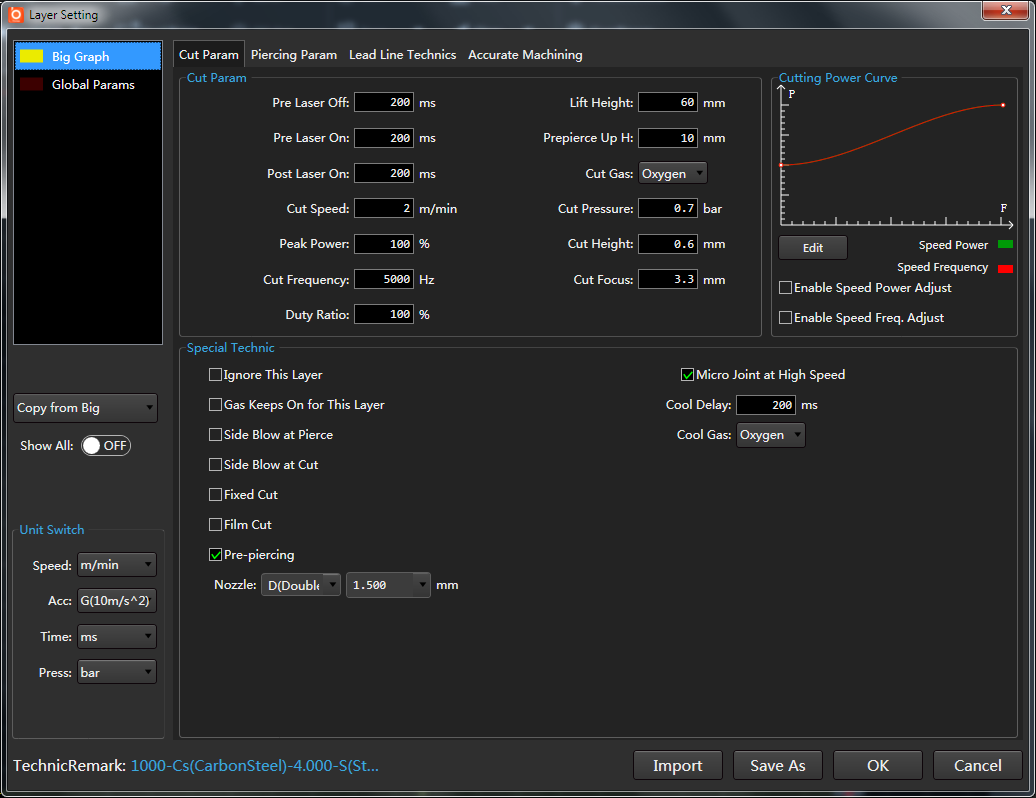 Layer Setting
Big Graph
Global Params
Cut Param Piercing Param Lead Line Technics Accurate Machining
Cut Param
Pre Laser Off: 200 ms
Lift Height: 60 mm
Pre Laser On: 200 ms
Prepierce Up H: 10 mm
Post Laser On: 200 ms
Cut Gas: Oxygen
Cut Speed: 2 m/min
Cut Pressure: 0.7 bar
Peak Power: 100 %
Cut Height: 0.6 mm
Cut Frequency: 5000 Hz
Cut Focus: 3.3 mm
Duty Ratio: 100 %
Cutting Power Curve
P
F
Edit
Speed Power
Speed Frequency
Enable Speed Power Adjust
Enable Speed Freq. Adjust
Special Technic
Ignore This Layer
Gas Keeps On for This Layer
Side Blow at Pierce
Side Blow at Cut
Fixed Cut
Film Cut
Pre-piercing
Nozzle: D(Double 1.500 mm
Micro Joint at High Speed
Cool Delay: 200 ms
Cool Gas: Oxygen
Copy from Big
Show All: OFF
Unit Switch
Speed: m/min
Acc: G(10m/s^2)
Time: ms
Press: bar
TechnicRemark: 1000-Cs(CarbonSteel)-4.000-S(St...
Import Save As OK Cancel